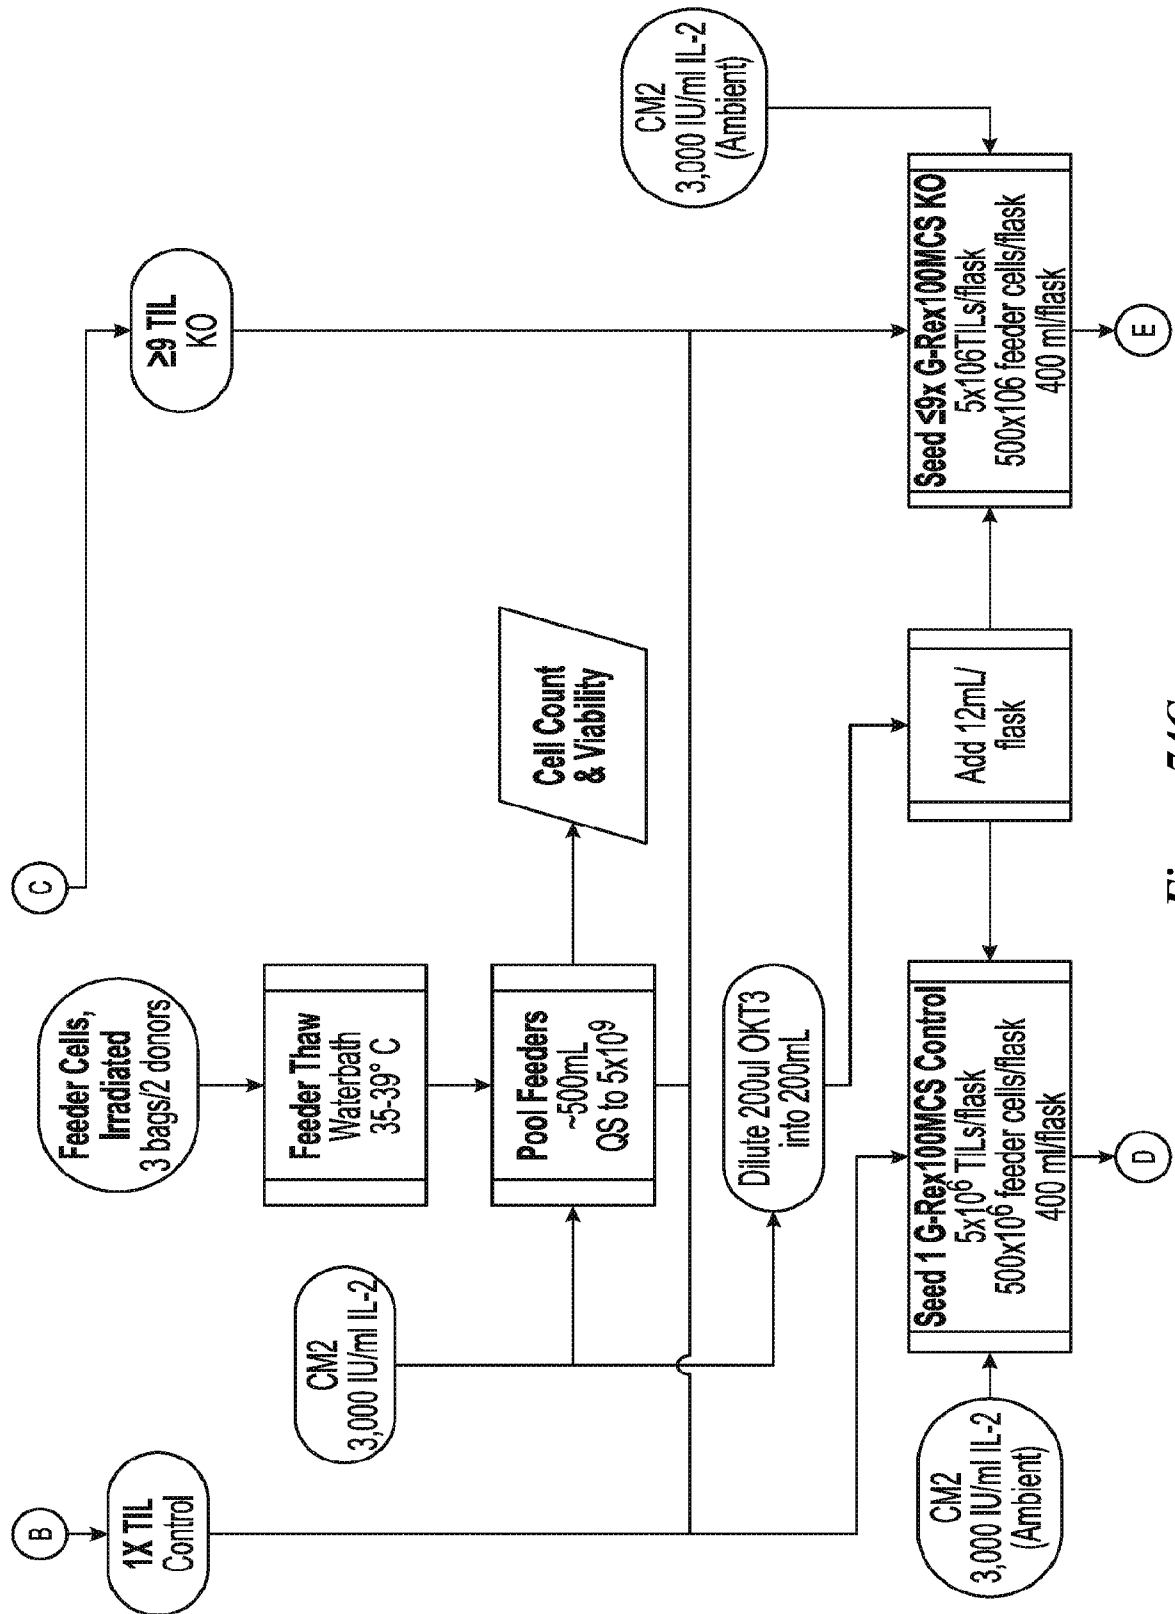 B
1X TIL
Control
C
≥9 TIL
KO
Feeder Cells,
Irradiated
3 bags/2 donors
Feeder Thaw
Waterbath
35-39° C
CM2
3,000 IU/ml IL-2
Pool Feeders
~500mL
QS to 5x10⁹
Cell Count
& Viability
Dilute 200ul OKT3
into 200mL
CM2
3,000 IU/ml IL-2
(Ambient)
CM2
3,000 IU/ml IL-2
(Ambient)
Seed 1 G-Rex100MCS Control
5x10⁶ TILs/flask
500x10⁶ feeder cells/flask
400 ml/flask
Add 12mL/
flask
Seed ≤9x G-Rex100MCS KO
5x106TILs/flask
500x106 feeder cells/flask
400 ml/flask
D
E
Figure